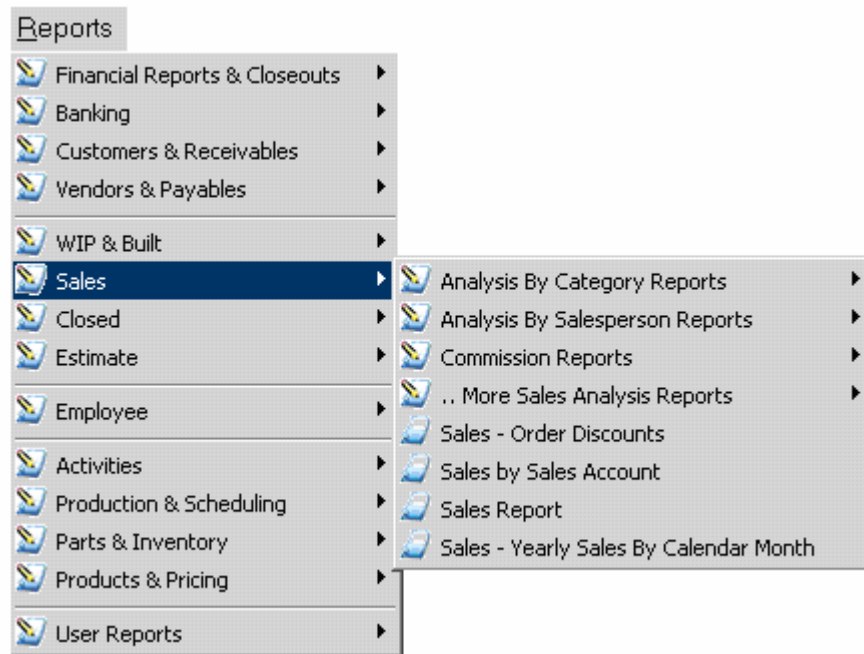 Reports
Financial Reports & Closeouts
Banking
Customers & Receivables
Vendors & Payables
WIP & Built
Sales
Closed
Estimate
Employee
Activities
Production & Scheduling
Parts & Inventory
Products & Pricing
User Reports
Analysis By Category Reports
Analysis By Salesperson Reports
Commission Reports
.. More Sales Analysis Reports
Sales - Order Discounts
Sales by Sales Account
Sales Report
Sales - Yearly Sales By Calendar Month